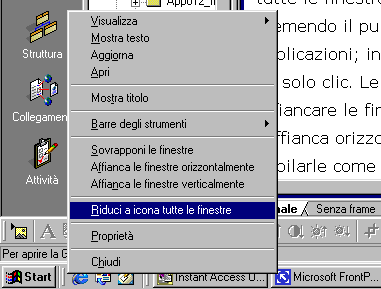 tutte le finestre
Appo12_il
Visualizza
emendo il pu
Mostra testo
Struttura
Aggiorna
plicazioni; in
Apri
solo clic. Le
Mostra titolo
fiancare le fin
Collegamen
Barre degli strumenti
ffianca orizzo
Sovrapponi le finestre
pilarle come
Affianca le finestre orizzontalmente
Attività
Affianca le finestre verticalmente
Riduci a icona tutte le finestre
nale
Senza frame
Proprietà
Per aprire la G
Chiudi
Start
Instant Access U...
Microsoft FrontP...